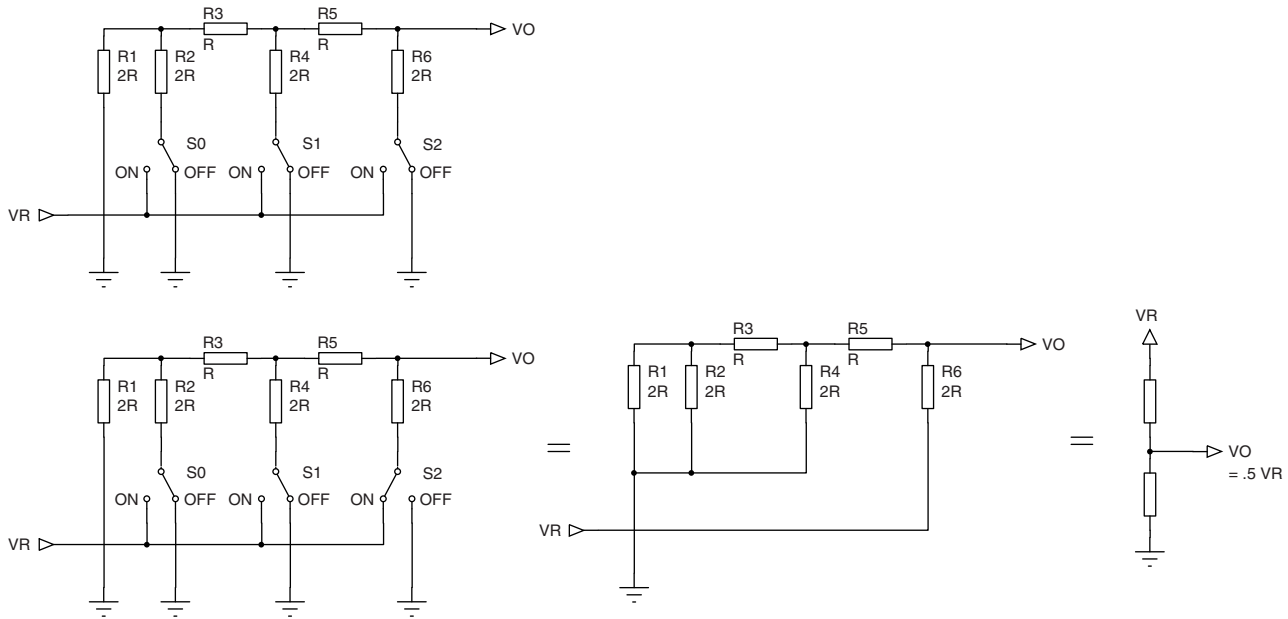 R3 R5
VO
R R
R1 R2 R4 R6
2R 2R 2R 2R
S0 S1 S2
ON OFF ON OFF ON OFF
VR
R3 R5
VO
R R
R1 R2 R4 R6
2R 2R 2R 2R
S0 S1 S2
ON OFF ON OFF ON OFF
VR
=
R3 R5
VO
R R
R1 R2 R4 R6
2R 2R 2R 2R
VR
=
VR
VO
= .5 VR